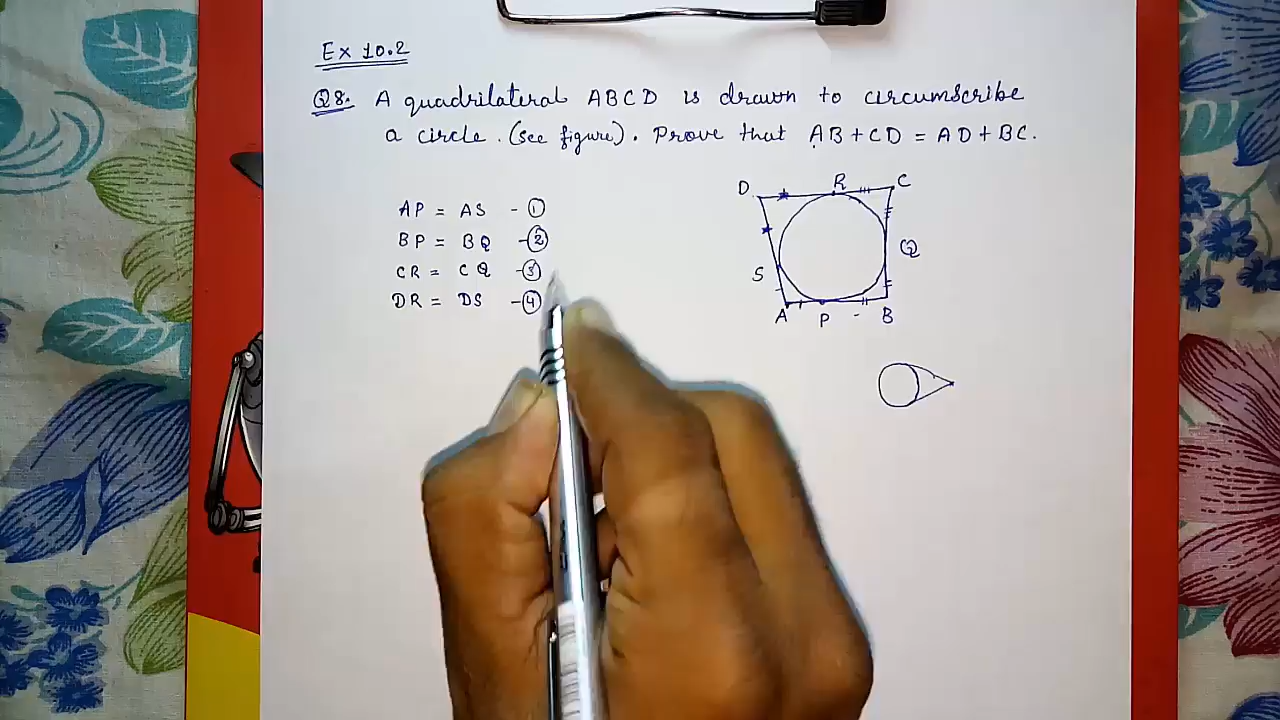 Ex 10.2
Q8. A quadrilateral ABCD is drawn to circumscribe
a circle. (see figure). Prove that AB + CD = AD + BC.
AP = AS - ①
BP = BQ - ②
CR = CQ - ③
DR = DS - ④
D R C
S Q
A P B